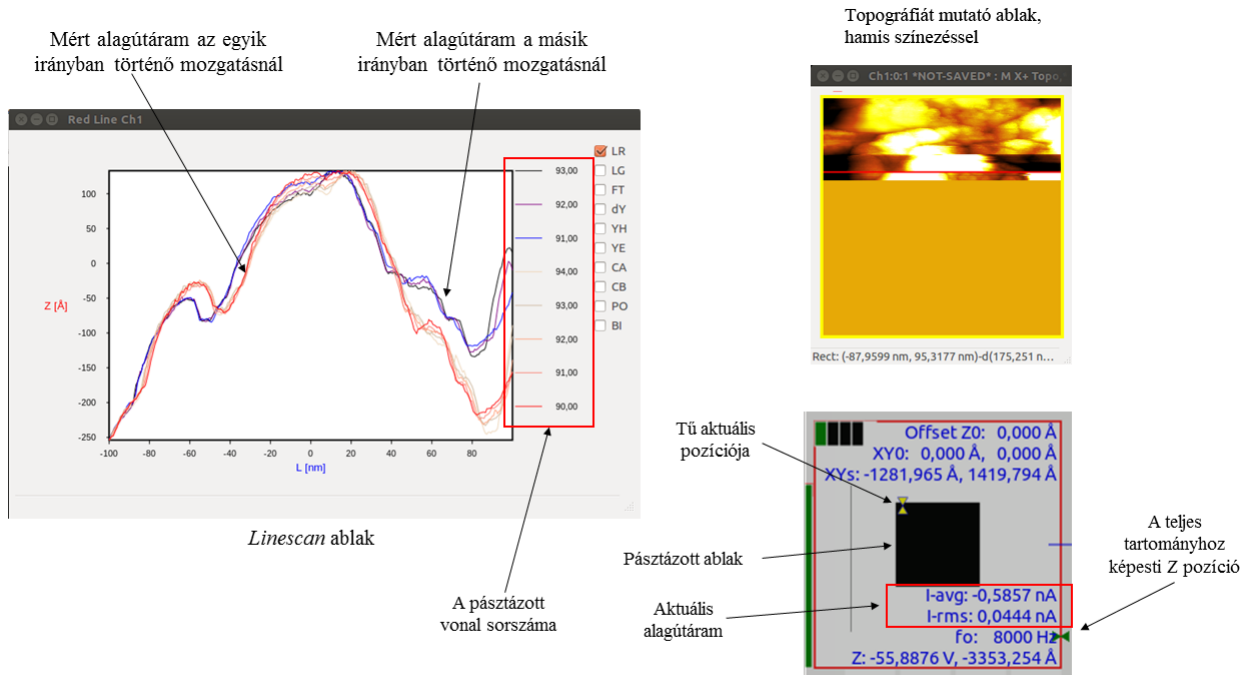 Mért alagútáram az egyik
irányban történő mozgatásnál
Mért alagútáram a másik
irányban történő mozgatásnál
Red Line Ch1
LR
LG
FT
dY
YH
YE
CA
CB
PO
BI
93,00
92,00
91,00
94,00
93,00
92,00
91,00
90,00
100
50
0
-50
-100
-150
-200
-250
Z [Å]
-100
-80
-60
-40
-20
0
20
40
60
80
L [nm]
Linescan ablak
A pásztázott
vonal sorszáma
Topográfiát mutató ablak,
hamis színezéssel
Ch1:0:1 *NOT-SAVED* : M X+ Topo,
Rect: (-87,9599 nm, 95,3177 nm)-d(175,251 n...
Tű aktuális
pozíciója
Pásztázott ablak
Aktuális
alagútáram
Offset Z0: 0,000 Å
XY0: 0,000 Å, 0,000 Å
XYs: -1281,965 Å, 1419,794 Å
I-avg: -0,5857 nA
I-rms: 0,0444 nA
fo: 8000 Hz
Z: -55,8876 V, -3353,254 Å
A teljes
tartományhoz
képesti Z pozíció